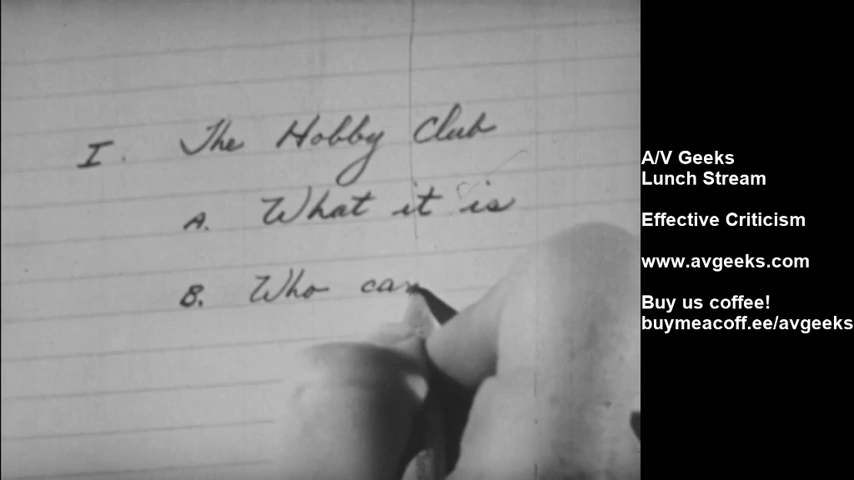 I. The Hobby Club
A. What it is
B. Who can
A/V Geeks
Lunch Stream
Effective Criticism
www.avgeeks.com
Buy us coffee!
buymeacoff.ee/avgeeks